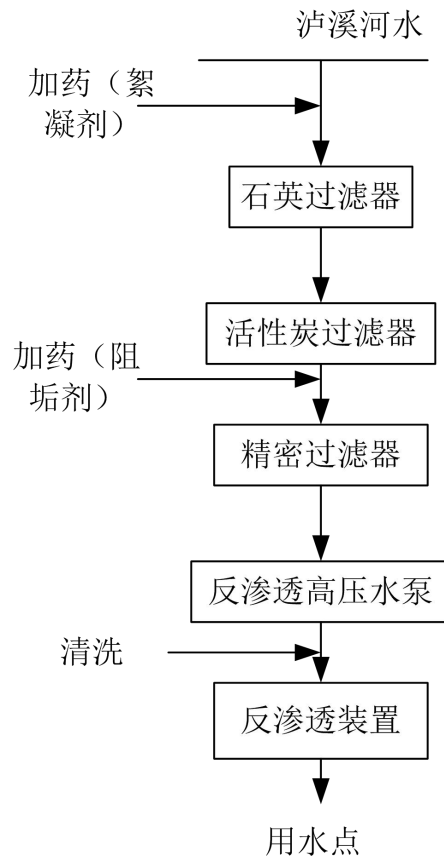 泸溪河水
加药（絮
凝剂）
石英过滤器
活性炭过滤器
加药（阻
垢剂）
精密过滤器
反渗透高压水泵
清洗
反渗透装置
用水点